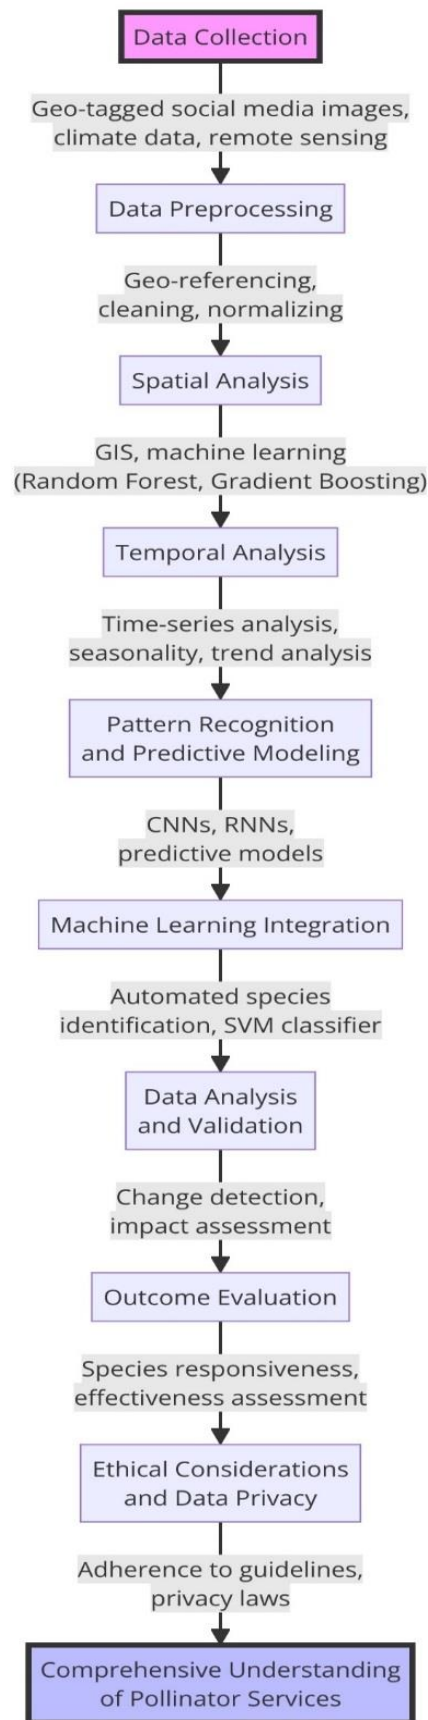 Data Collection
Geo-tagged social media images,
climate data, remote sensing
Data Preprocessing
Geo-referencing,
cleaning, normalizing
Spatial Analysis
GIS, machine learning
(Random Forest, Gradient Boosting)
Temporal Analysis
Time-series analysis,
seasonality, trend analysis
Pattern Recognition
and Predictive Modeling
CNNs, RNNs,
predictive models
Machine Learning Integration
Automated species
identification, SVM classifier
Data Analysis
and Validation
Change detection,
impact assessment
Outcome Evaluation
Species responsiveness,
effectiveness assessment
Ethical Considerations
and Data Privacy
Adherence to guidelines,
privacy laws
Comprehensive Understanding
of Pollinator Services